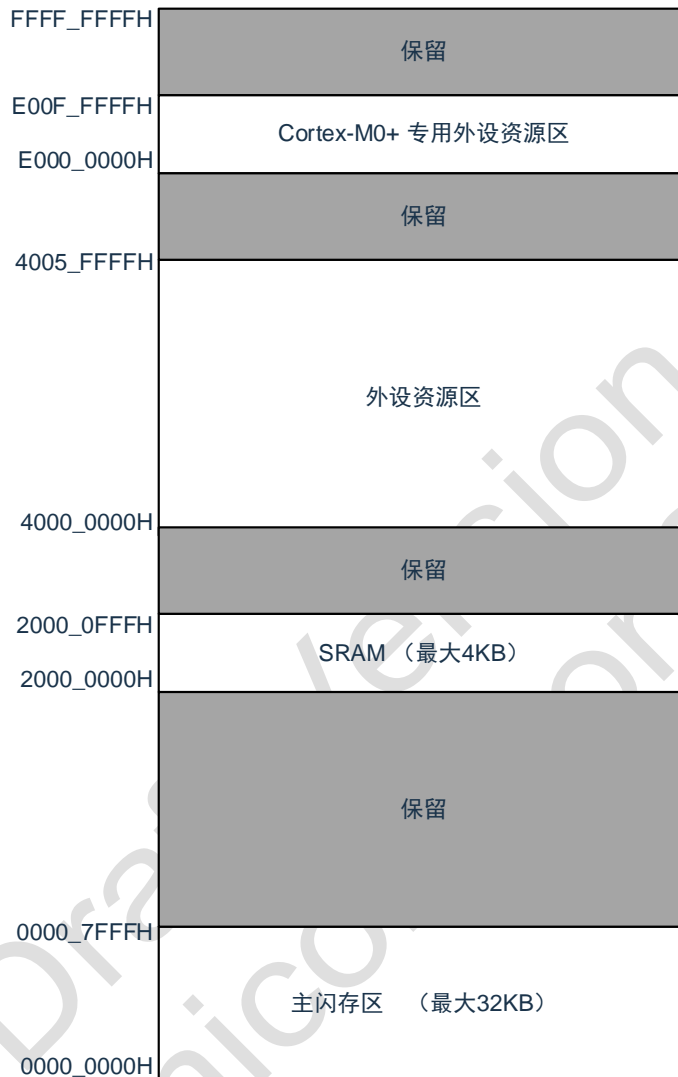 FFFF_FFFFH
保留
E00F_FFFFH
Cortex-M0+ 专用外设资源区
E000_0000H
保留
4005_FFFFH
外设资源区
4000_0000H
保留
2000_0FFFH
SRAM （最大4KB）
2000_0000H
保留
0000_7FFFH
主闪存区 （最大32KB）
0000_0000H